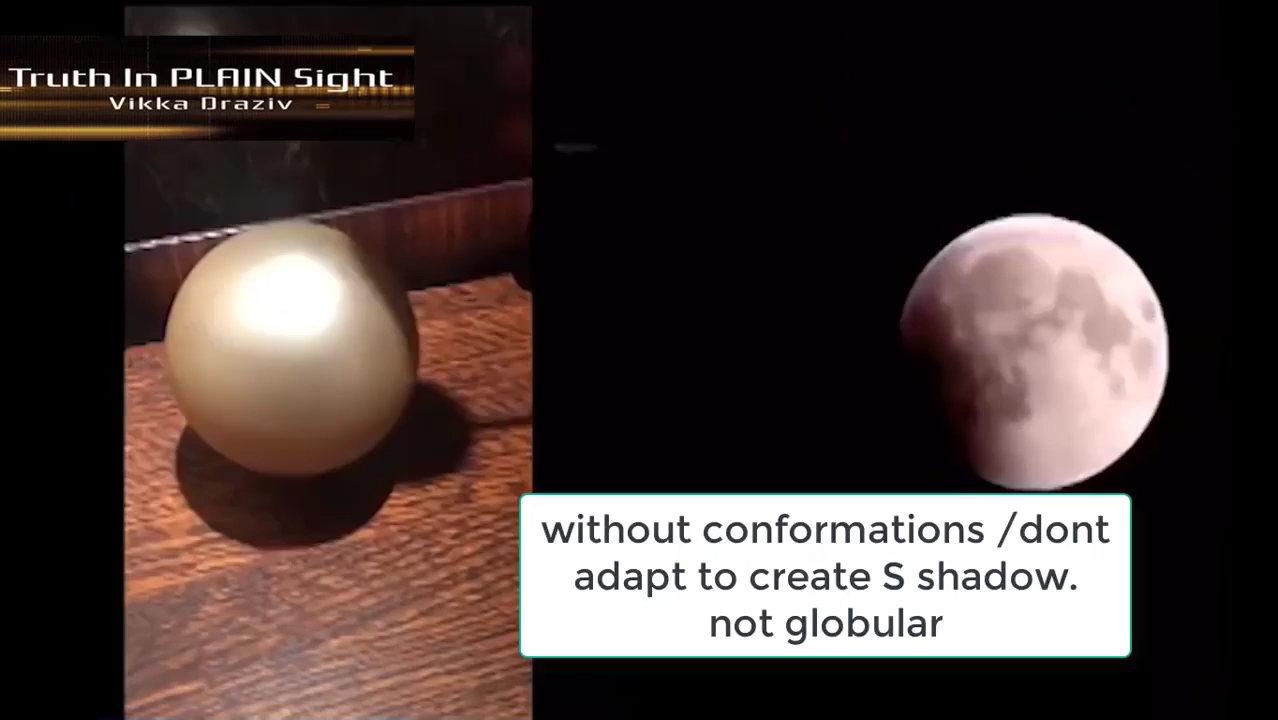 Truth In PLAIN Sight
Vikka Draziv
without conformations /dont
adapt to create S shadow.
not globular